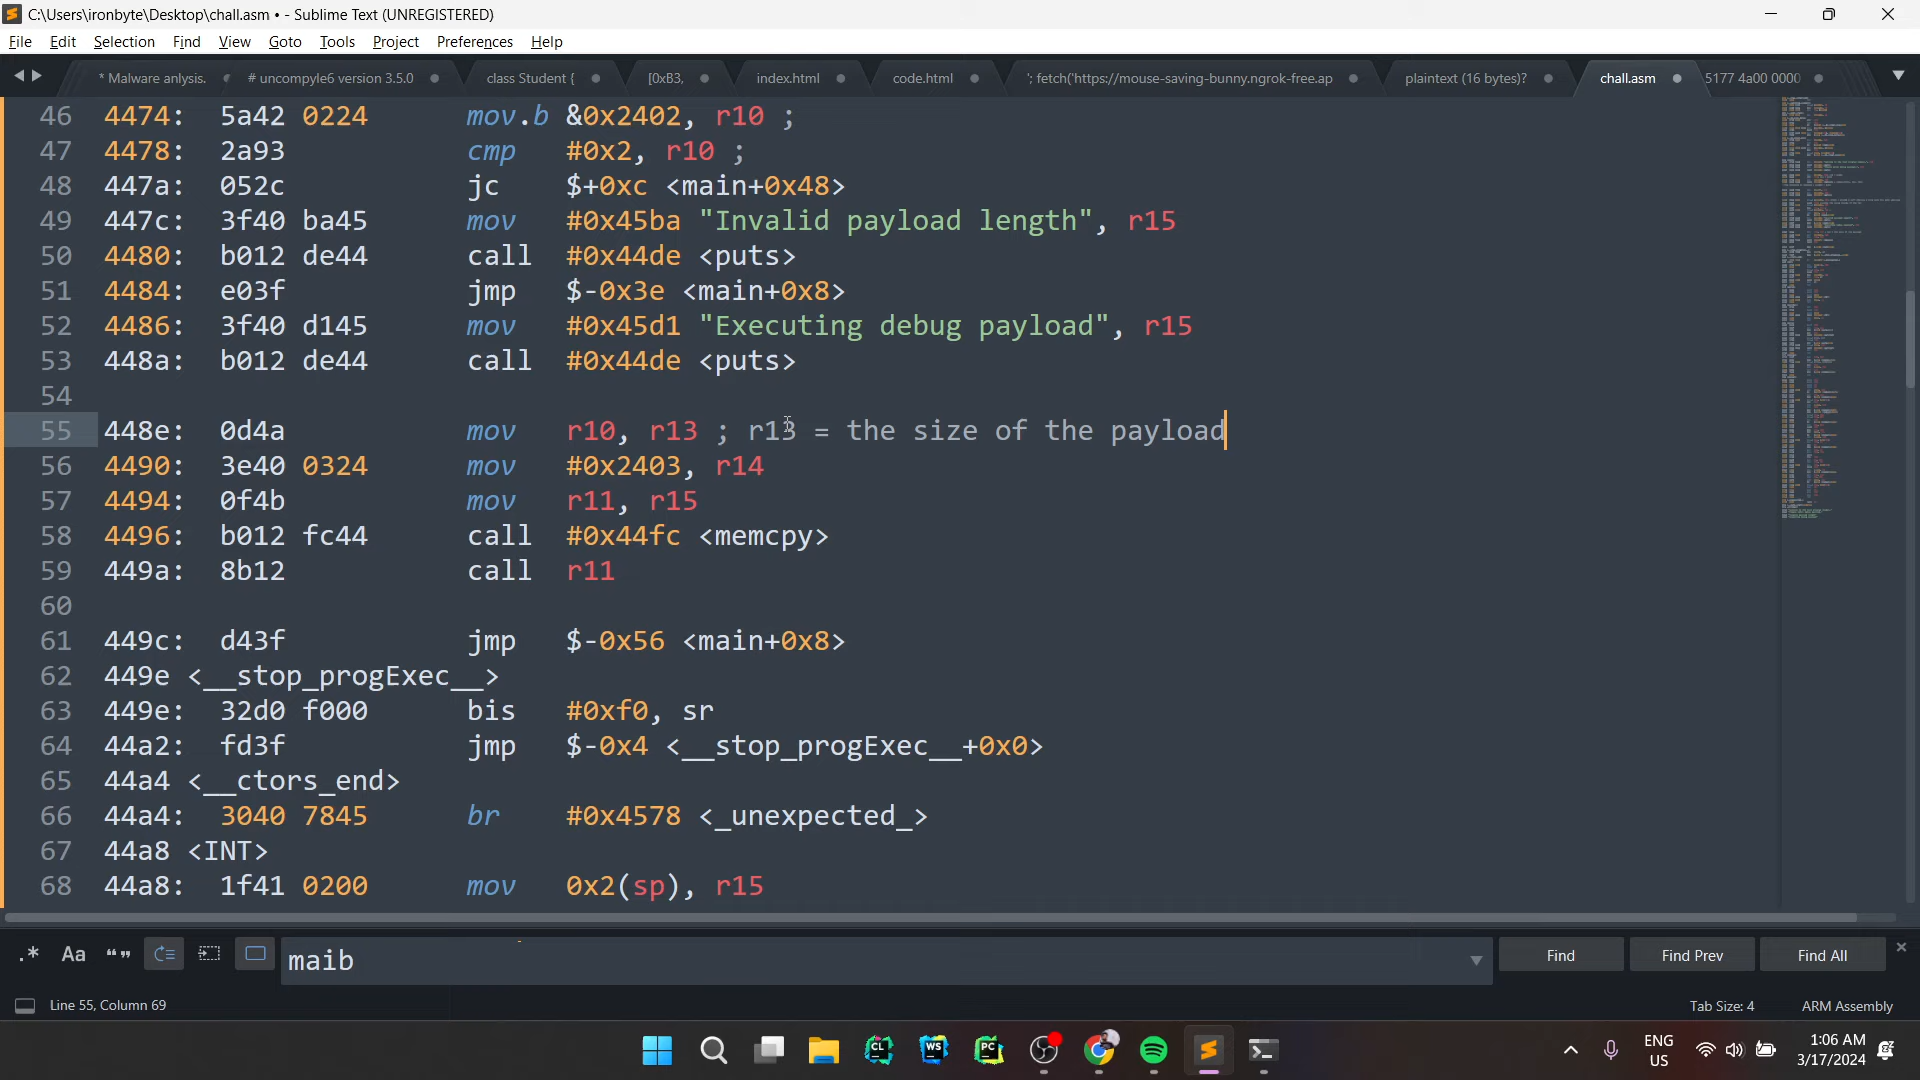 C:\Users\ironbyte\Desktop\chall.asm • - Sublime Text (UNREGISTERED)
File Edit Selection Find View Goto Tools Project Preferences Help
* Malware anlysis. # uncompyle6 version 3.5.0 class Student { [0xB3, index.html code.html '; fetch('https://mouse-saving-bunny.ngrok-free.ap plaintext (16 bytes)? chall.asm 5177 4a00 0000
46 4474: 5a42 0224 mov.b &0x2402, r10 ;
47 4478: 2a93 cmp #0x2, r10 ;
48 447a: 052c jc $+0xc <main+0x48>
49 447c: 3f40 ba45 mov #0x45ba "Invalid payload length", r15
50 4480: b012 de44 call #0x44de <puts>
51 4484: e03f jmp $-0x3e <main+0x8>
52 4486: 3f40 d145 mov #0x45d1 "Executing debug payload", r15
53 448a: b012 de44 call #0x44de <puts>
54
55 448e: 0d4a mov r10, r13 ; r13 = the size of the payload
56 4490: 3e40 0324 mov #0x2403, r14
57 4494: 0f4b mov r11, r15
58 4496: b012 fc44 call #0x44fc <memcpy>
59 449a: 8b12 call r11
60
61 449c: d43f jmp $-0x56 <main+0x8>
62 449e <__stop_progExec__>
63 449e: 32d0 f000 bis #0xf0, sr
64 44a2: fd3f jmp $-0x4 <__stop_progExec__+0x0>
65 44a4 <__ctors_end>
66 44a4: 3040 7845 br #0x4578 <_unexpected_>
67 44a8 <INT>
68 44a8: 1f41 0200 mov 0x2(sp), r15
.* Aa “” maib Find Find Prev Find All
Line 55, Column 69 Tab Size: 4 ARM Assembly
CL WS PC ENG US 1:06 AM 3/17/2024